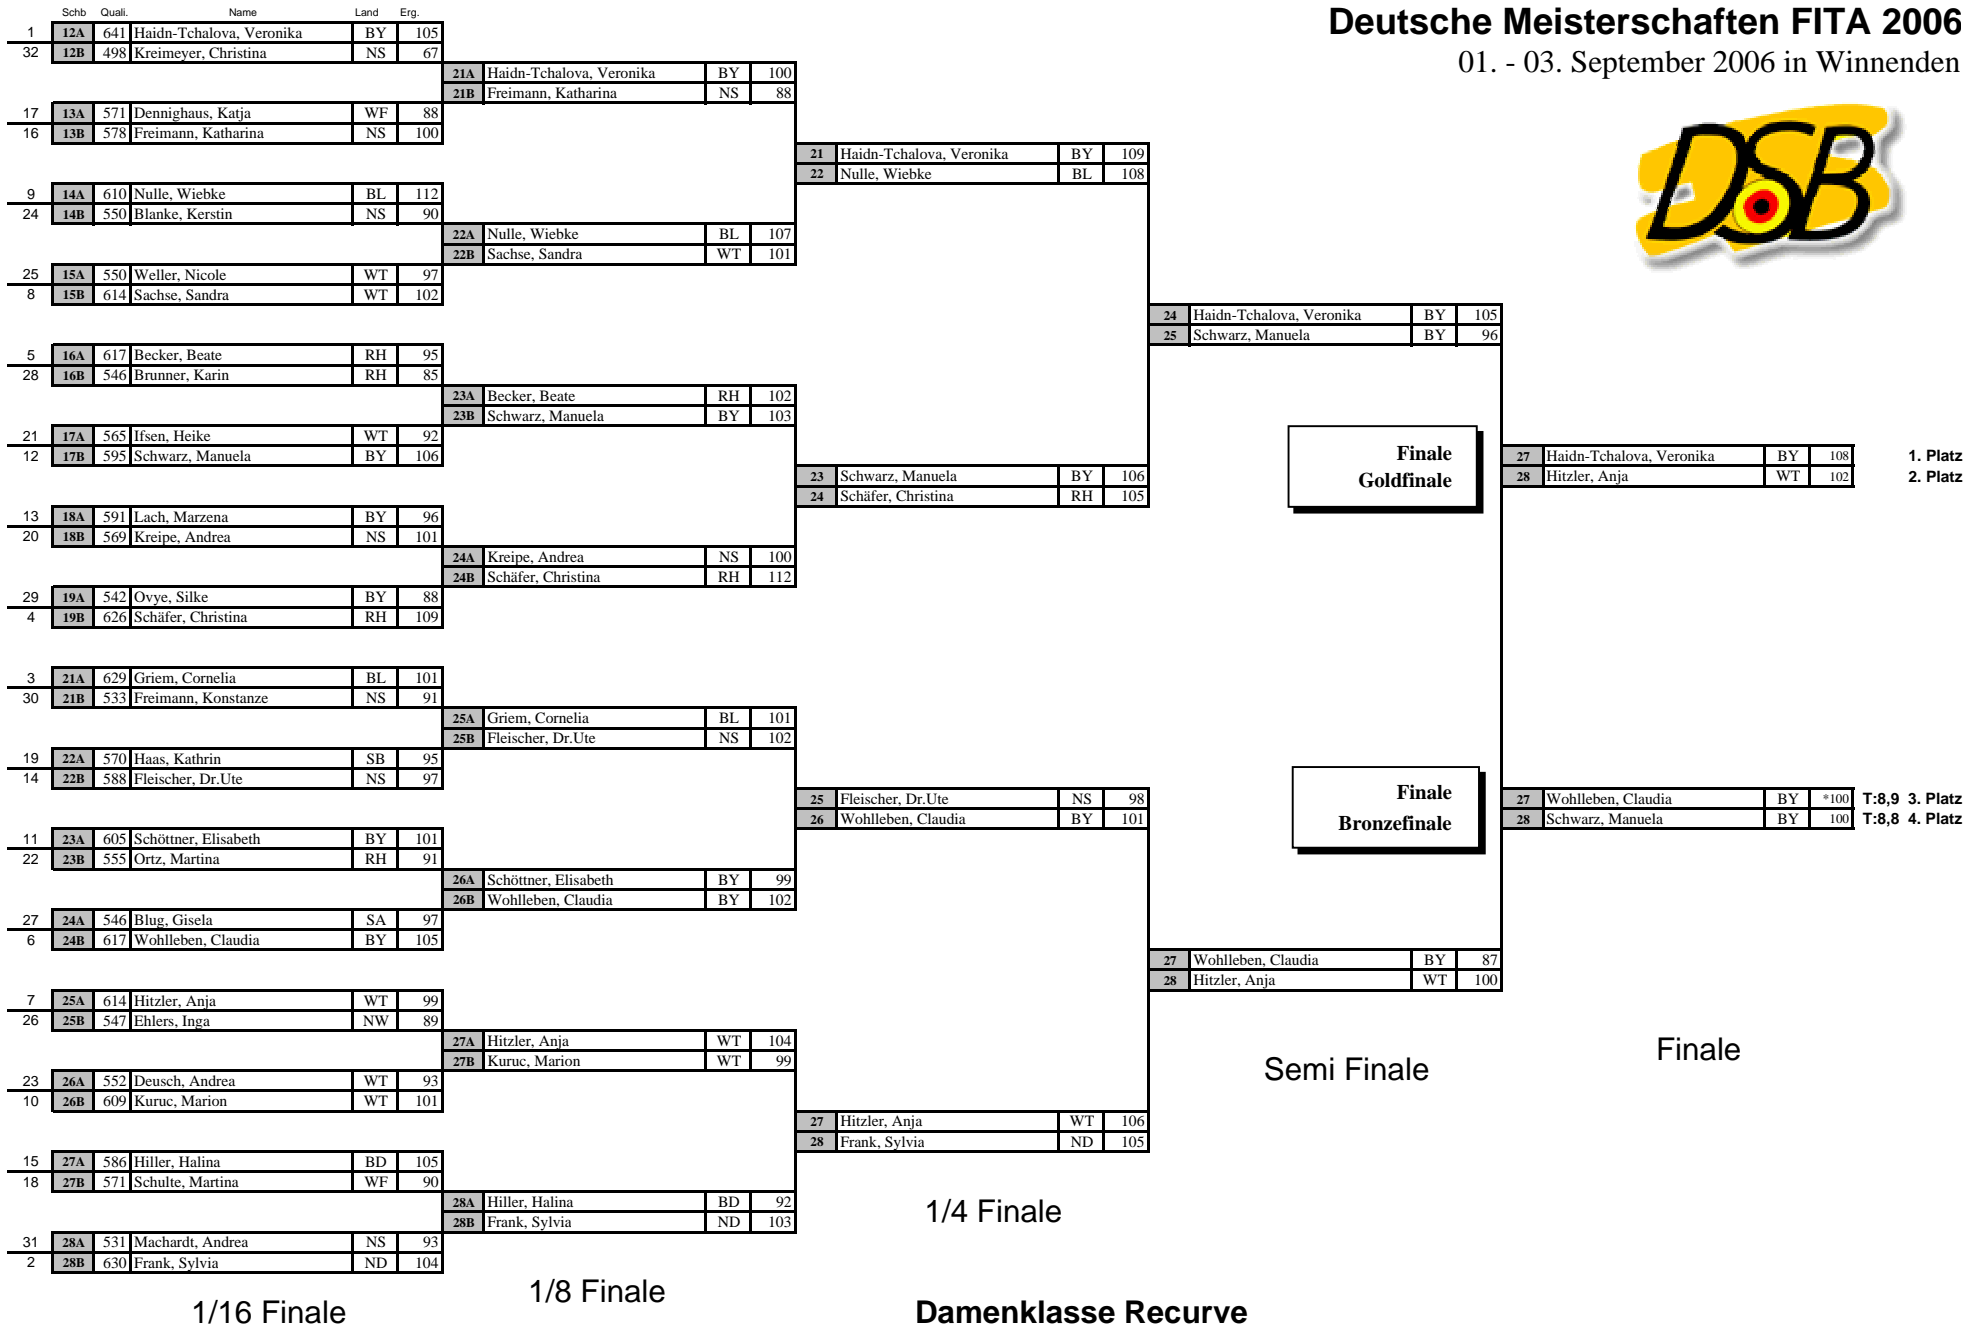 Deutsche Meisterschaften FITA 2006
01. - 03. September 2006 in Winnenden
DSB
Schb Quali. Name Land Erg.
1 12A 641 Haidn-Tchalova, Veronika BY 105
32 12B 498 Kreimeyer, Christina NS 67
17 13A 571 Dennighaus, Katja WF 88
16 13B 578 Freimann, Katharina NS 100
9 14A 610 Nulle, Wiebke BL 112
24 14B 550 Blanke, Kerstin NS 90
25 15A 550 Weller, Nicole WT 97
8 15B 614 Sachse, Sandra WT 102
5 16A 617 Becker, Beate RH 95
28 16B 546 Brunner, Karin RH 85
21 17A 565 Ifsen, Heike WT 92
12 17B 595 Schwarz, Manuela BY 106
13 18A 591 Lach, Marzena BY 96
20 18B 569 Kreipe, Andrea NS 101
29 19A 542 Ovye, Silke BY 88
4 19B 626 Schäfer, Christina RH 109
3 21A 629 Griem, Cornelia BL 101
30 21B 533 Freimann, Konstanze NS 91
19 22A 570 Haas, Kathrin SB 95
14 22B 588 Fleischer, Dr.Ute NS 97
11 23A 605 Schöttner, Elisabeth BY 101
22 23B 555 Ortz, Martina RH 91
27 24A 546 Blug, Gisela SA 97
6 24B 617 Wohlleben, Claudia BY 105
7 25A 614 Hitzler, Anja WT 99
26 25B 547 Ehlers, Inga NW 89
23 26A 552 Deusch, Andrea WT 93
10 26B 609 Kuruc, Marion WT 101
15 27A 586 Hiller, Halina BD 105
18 27B 571 Schulte, Martina WF 90
31 28A 531 Machardt, Andrea NS 93
2 28B 630 Frank, Sylvia ND 104
1/16 Finale
21A Haidn-Tchalova, Veronika BY 100
21B Freimann, Katharina NS 88
22A Nulle, Wiebke BL 107
22B Sachse, Sandra WT 101
23A Becker, Beate RH 102
23B Schwarz, Manuela BY 103
24A Kreipe, Andrea NS 100
24B Schäfer, Christina RH 112
25A Griem, Cornelia BL 101
25B Fleischer, Dr.Ute NS 102
26A Schöttner, Elisabeth BY 99
26B Wohlleben, Claudia BY 102
27A Hitzler, Anja WT 104
27B Kuruc, Marion WT 99
28A Hiller, Halina BD 92
28B Frank, Sylvia ND 103
1/8 Finale
21 Haidn-Tchalova, Veronika BY 109
22 Nulle, Wiebke BL 108
23 Schwarz, Manuela BY 106
24 Schäfer, Christina RH 105
25 Fleischer, Dr.Ute NS 98
26 Wohlleben, Claudia BY 101
27 Hitzler, Anja WT 106
28 Frank, Sylvia ND 105
1/4 Finale
24 Haidn-Tchalova, Veronika BY 105
25 Schwarz, Manuela BY 96
27 Wohlleben, Claudia BY 87
28 Hitzler, Anja WT 100
Semi Finale
Finale
Goldfinale
27 Haidn-Tchalova, Veronika BY 108 1. Platz
28 Hitzler, Anja WT 102 2. Platz
Finale
Bronzefinale
27 Wohlleben, Claudia BY *100 T:8,9 3. Platz
28 Schwarz, Manuela BY 100 T:8,8 4. Platz
Finale
Damenklasse Recurve